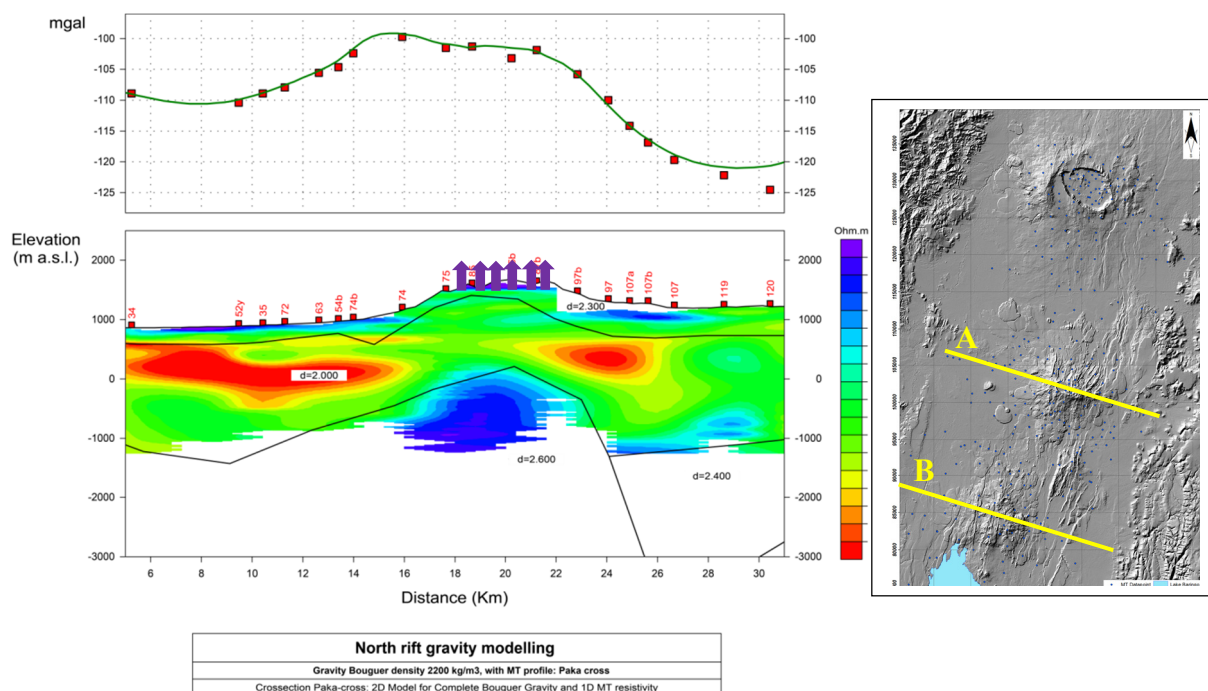 mgal
-100
-105
-110
-115
-120
-125
-100
-105
-110
-115
-120
-125
Elevation
(m a.s.l.)
2000
1000
0
-1000
-2000
-3000
34
52y
35
72
63
54b
74b
74
75
97b
97
107a
107b
107
119
120
d=2.300
d=2.000
d=2.600
d=2.400
2000
1000
0
-1000
-2000
-3000
6 8 10 12 14 16 18 20 22 24 26 28 30
Distance (Km)
Ohm.m
A
B
MT Datapoint
Lake Baringo
North rift gravity modelling
Gravity Bouguer density 2200 kg/m3, with MT profile: Paka cross
Crossection Paka-cross: 2D Model for Complete Bouguer Gravity and 1D MT resistivity